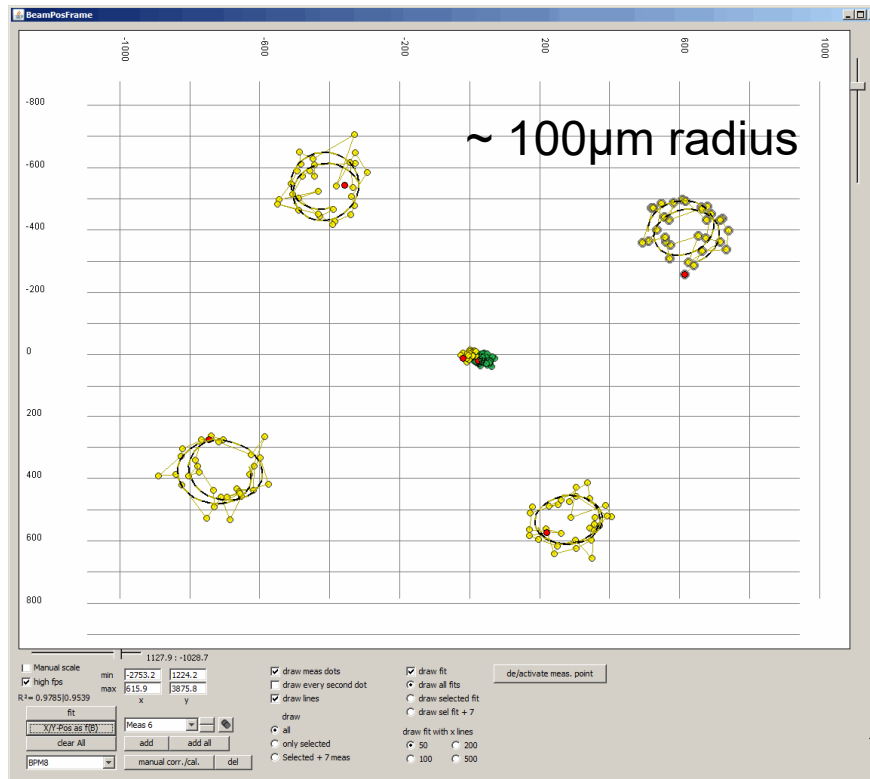 BeamPosFrame
-1000 -600 -200 200 600 1000
-800
~ 100µm radius
-600
-400
-200
0
200
400
600
800
1127.9 : -1028.7
Manual scale
high fps
min -2753.2 1224.2
max 615.9 3875.8
x y
R²= 0.9785|0.9539
fit
X/Y-Pos as f(B)
clear All
BPM8
Meas 6
add add all
manual corr./cal. del
draw meas dots
draw every second dot
draw lines
draw
all
only selected
Selected + 7 meas
draw fit
draw all fits
draw selected fit
draw sel fit + 7
draw fit with x lines
50 200
100 500
de/activate meas. point